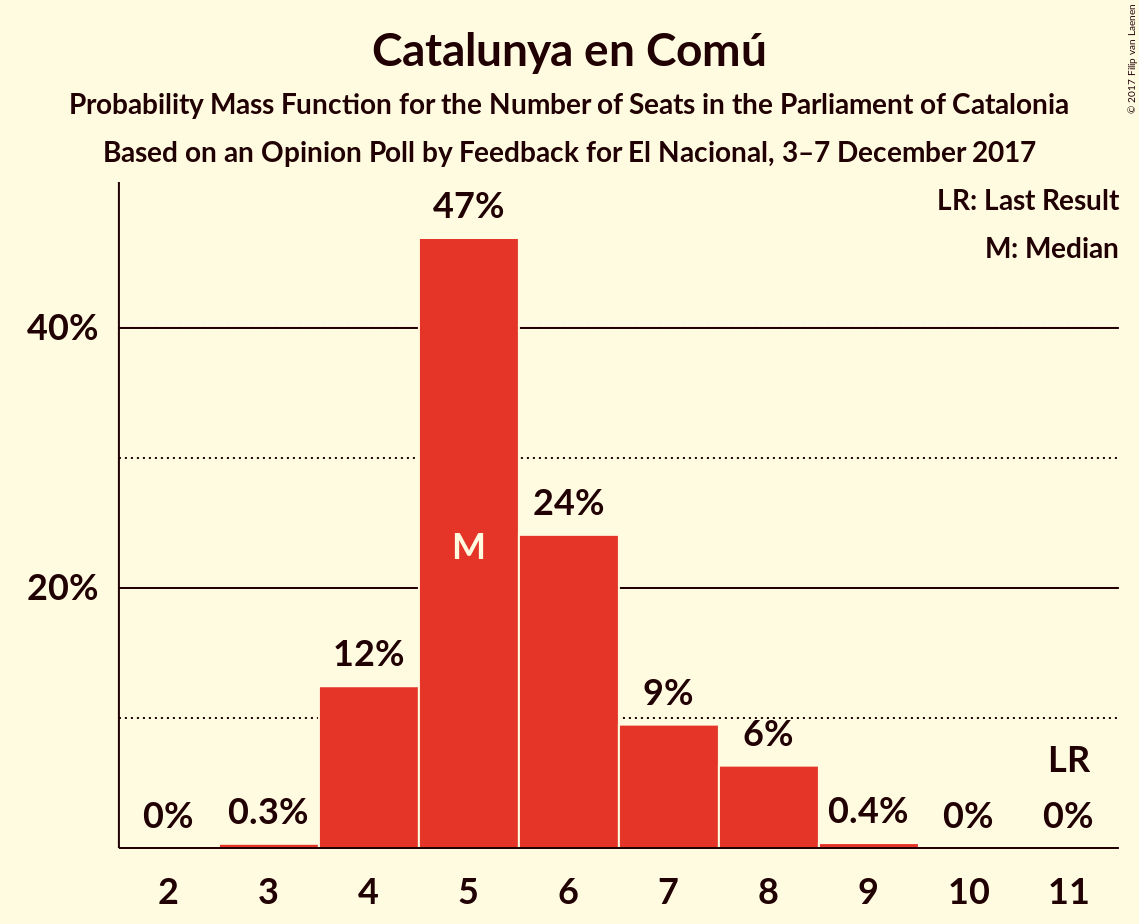 Catalunya en Comú
Probability Mass Function for the Number of Seats in the Parliament of Catalonia
Based on an Opinion Poll by Feedback for El Nacional, 3–7 December 2017
© 2017 Filip van Laenen
LR: Last Result
M: Median
47%
40%
24%
M
20%
12%
9%
6%
LR
0%
0.3%
0.4%
0%
0%
2 3 4 5 6 7 8 9 10 11